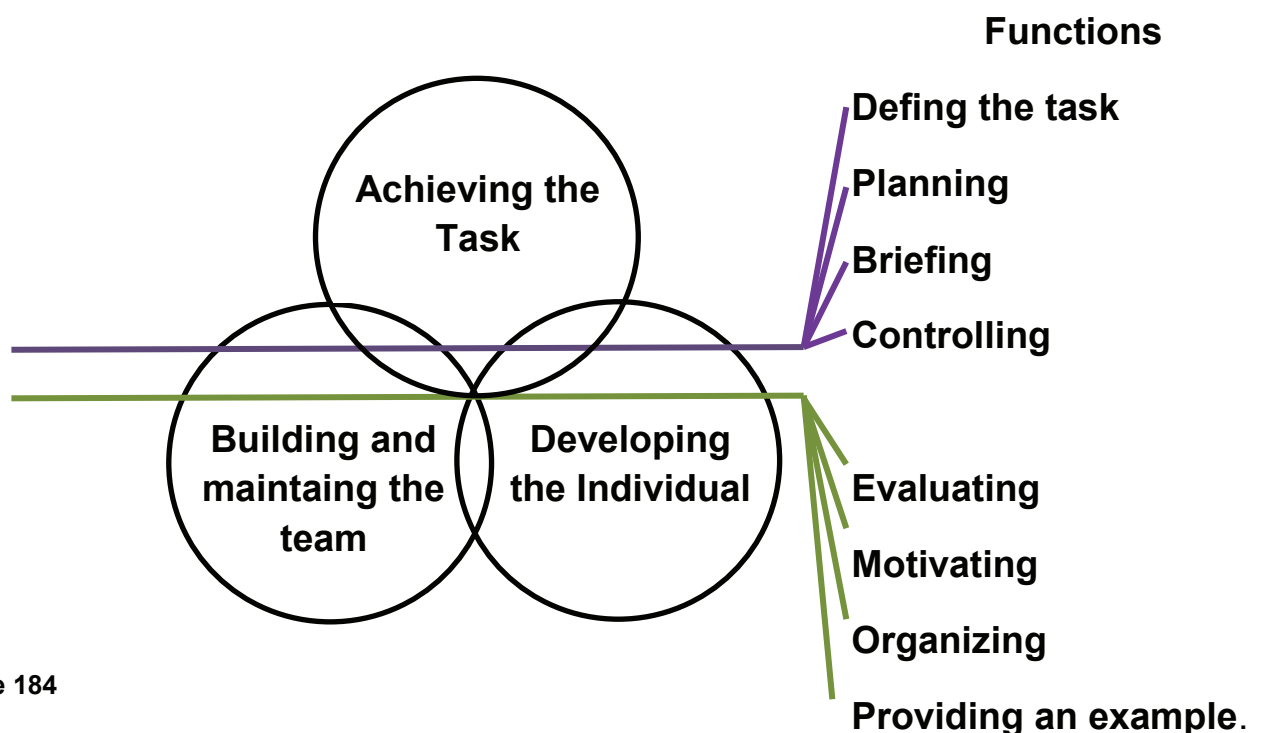 Functions
Achieving the
Task
Building and
maintaing the
team
Developing
the Individual
Defing the task
Planning
Briefing
Controlling
Evaluating
Motivating
Organizing
Providing an example.
e 184